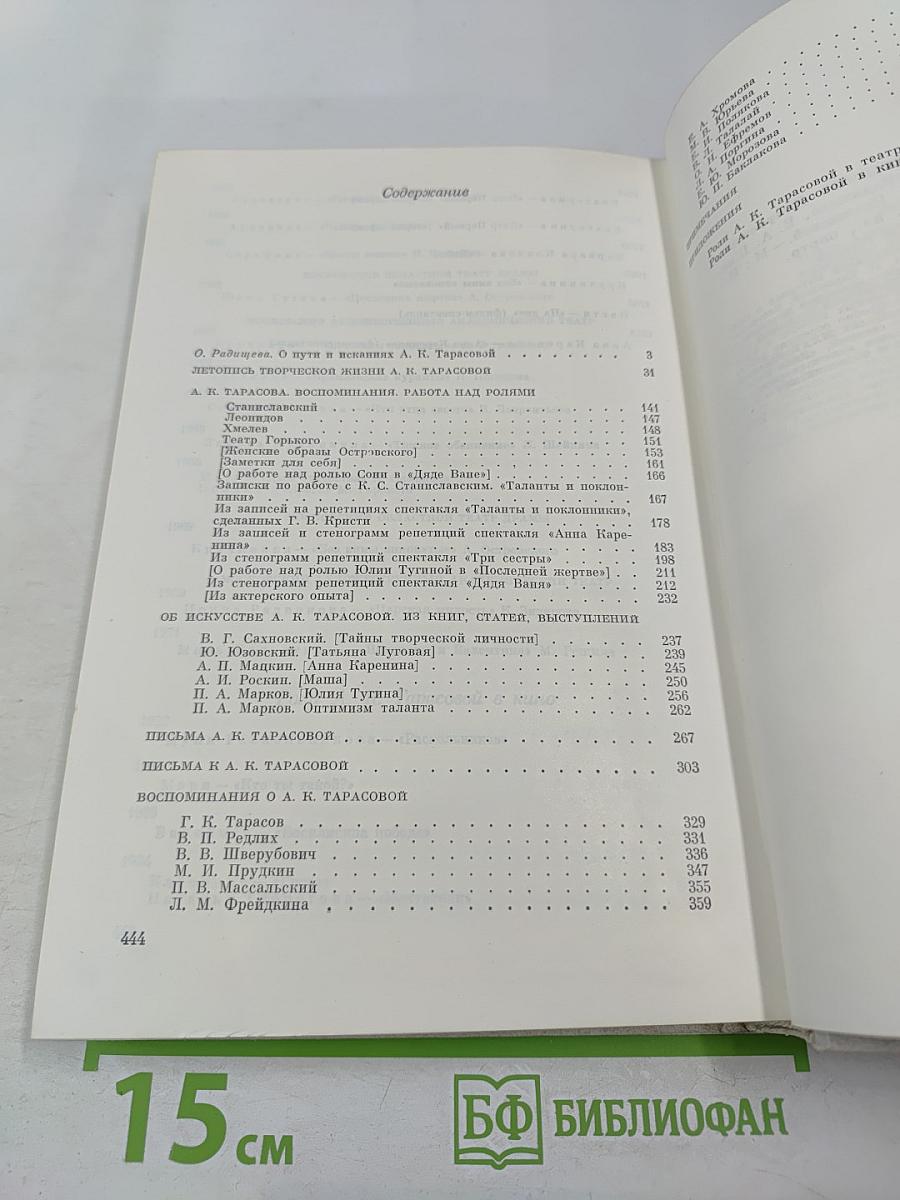 Содержание
О. Радищева. О пути и исканиях А. К. Тарасовой . . . . . . . . 3
ЛЕТОПИСЬ ТВОРЧЕСКОЙ ЖИЗНИ А. К. ТАРАСОВОЙ 31
А. К. ТАРАСОВА. ВОСПОМИНАНИЯ. РАБОТА НАД РОЛЯМИ
Станиславский 141
Леонидов 147
Хмелев 148
Театр Горького 151
[Женские образы Островского] 153
[Заметки для себя] 161
[О работе над ролью Сони в «Дяде Ване»] 166
Записки по работе с К. С. Станиславским. «Таланты и поклон-
ники» 167
Из записей на репетициях спектакля «Таланты и поклонники»,
сделанных Г. В. Кристи 178
Из записей и стенограмм репетиций спектакля «Анна Каре-
нина» 183
Из стенограмм репетиций спектакля «Три сестры» 198
[О работе над ролью Юлии Тугиной в «Последней жертве»] . . 211
Из стенограмм репетиций спектакля «Дядя Ваня» 212
[Из актерского опыта] 232
ОБ ИСКУССТВЕ А. К. ТАРАСОВОЙ. ИЗ КНИГ, СТАТЕЙ, ВЫСТУПЛЕНИЙ
В. Г. Сахновский. [Тайны творческой личности] 237
Ю. Юзовский. [Татьяна Луговая] 239
А. П. Мацкин. [Анна Каренина] 245
А. И. Роскин. [Маша] 250
П. А. Марков. [Юлия Тугина] 256
П. А. Марков. Оптимизм таланта 262
ПИСЬМА А. К. ТАРАСОВОЙ 267
ПИСЬМА К А. К. ТАРАСОВОЙ 303
ВОСПОМИНАНИЯ О А. К. ТАРАСОВОЙ
Г. К. Тарасов 329
В. П. Редлих 331
В. В. Шверубович 336
М. И. Прудкин 347
П. В. Массальский 355
Л. М. Фрейдкина 359
444
Е. А. Хромова
М. В. Юрьева
Е. И. Полякова
К. Л. Талалай
О. Н. Ефремов
Л. А. Поргина
Е. Ю. Морозова
Ю. П. Баклакова
ПРИМЕЧАНИЯ
ПРИЛОЖЕНИЯ
Роли А. К. Тарасовой в театр
Роли А. К. Тарасовой в кин
15 см
БФ БИБЛИОФАН